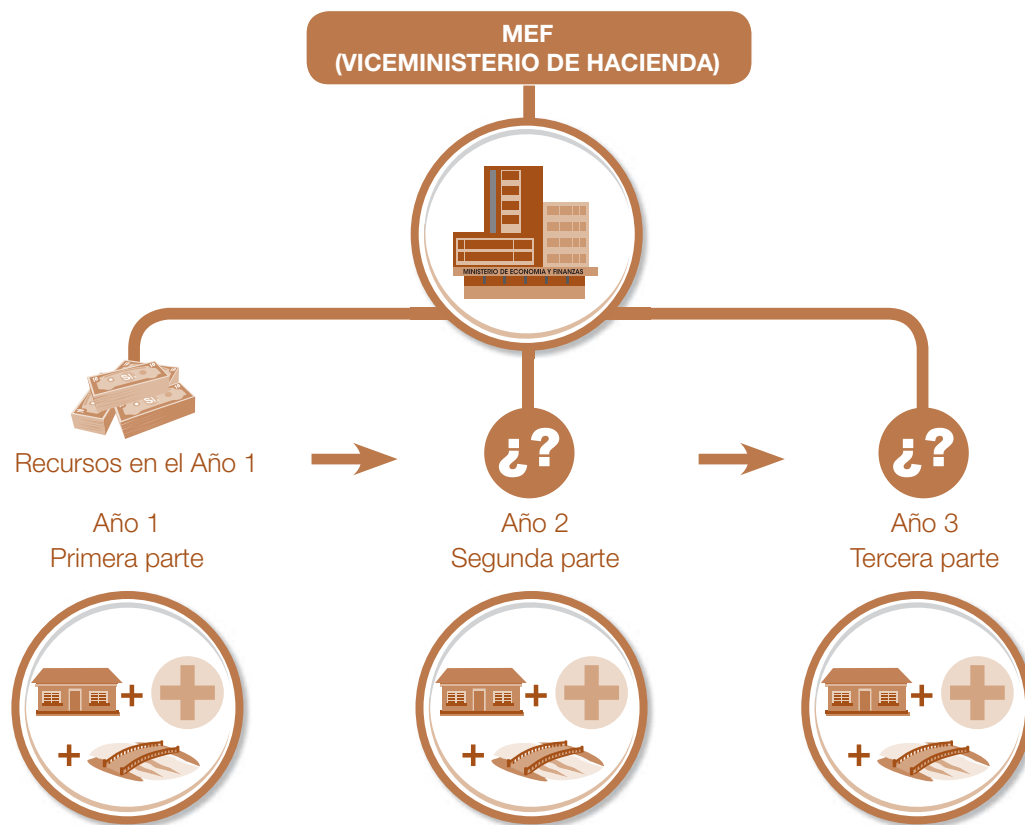 MEF
(VICEMINISTERIO DE HACIENDA)
MINISTERIO DE ECONOMIA Y FINANZAS
Recursos en el Año 1
¿?
¿?
Año 1
Primera parte
Año 2
Segunda parte
Año 3
Tercera parte